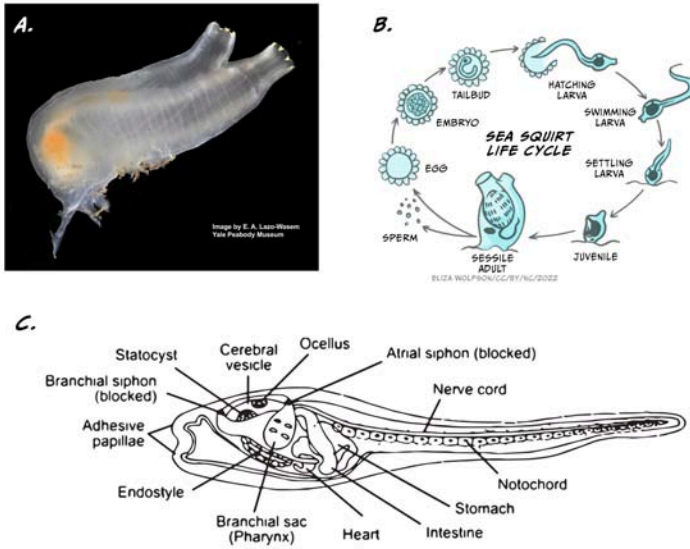 A.
Image by E. A. Lazo-Wasem
Yale Peabody Museum
B.
TAILBUD
HATCHING
LARVA
SWIMMING
LARVA
EMBRYO
SEA SQUIRT
LIFE CYCLE
SETTLING
LARVA
EGG
SPERM
SESSILE
ADULT
JUVENILE
ELIZA WOLFSON/CC/BY/NC/2022
C.
Statocyst
Cerebral
vesicle
Ocellus
Atrial siphon (blocked)
Branchial siphon
(blocked)
Nerve cord
Adhesive
papillae
Endostyle
Branchial sac
(Pharynx)
Heart
Intestine
Stomach
Notochord